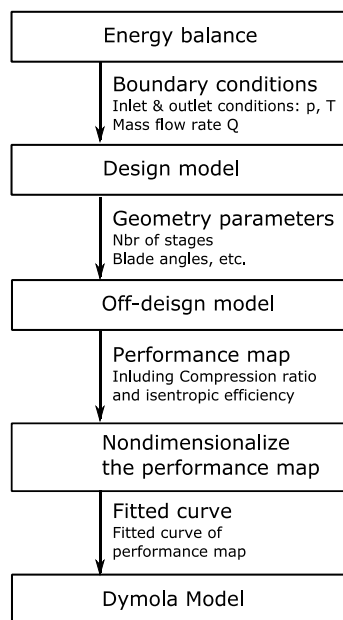 Energy balance
Boundary conditions
Inlet & outlet conditions: p, T
Mass flow rate Q
Design model
Geometry parameters
Nbr of stages
Blade angles, etc.
Off-deisgn model
Performance map
Inluding Compression ratio
and isentropic efficiency
Nondimensionalize
the performance map
Fitted curve
Fitted curve of
performance map
Dymola Model